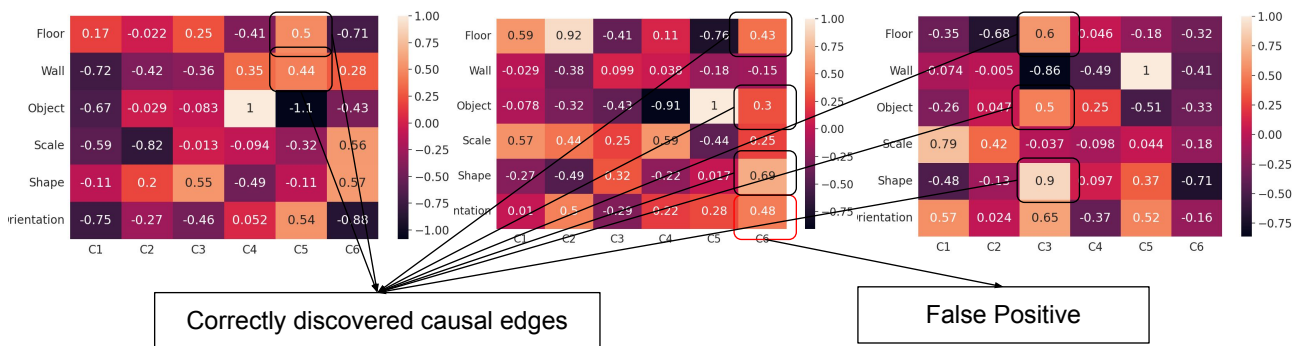 Floor 0.17 -0.022 0.25 -0.41 0.5 -0.71
Wall -0.72 -0.42 -0.36 0.35 0.44 0.28
Object -0.67 -0.029 -0.083 1 -1.1 -0.43
Scale -0.59 -0.82 -0.013 -0.094 -0.32 0.56
Shape -0.11 0.2 0.55 -0.49 -0.11 0.57
rientation -0.75 -0.27 -0.46 0.052 0.54 -0.88
C1 C2 C3 C4 C5 C6
1.00
0.75
0.50
0.25
0.00
-0.25
-0.50
-0.75
-1.00
Floor 0.59 0.92 -0.41 0.11 -0.76 0.43
Wall -0.029 -0.38 0.099 0.038 -0.18 -0.15
Object -0.078 -0.32 -0.43 -0.91 1 0.3
Scale 0.57 0.44 0.25 0.59 -0.44 0.25
Shape -0.27 -0.49 0.32 -0.22 0.017 0.69
ntation 0.01 0.5 -0.29 0.22 0.28 0.48
C1 C2 C3 C4 C5 C6
1.00
0.75
0.50
0.25
0.00
-0.25
-0.50
-0.75
Floor -0.35 -0.68 0.6 0.046 -0.18 -0.32
Wall -0.074 -0.005 -0.86 -0.49 1 -0.41
Object -0.26 0.047 0.5 0.25 -0.51 -0.33
Scale 0.79 0.42 -0.037 -0.098 0.044 -0.18
Shape -0.48 -0.13 0.9 0.097 0.37 -0.71
rientation 0.57 0.024 0.65 -0.37 0.52 -0.16
C1 C2 C3 C4 C5 C6
1.00
0.75
0.50
0.25
0.00
-0.25
-0.50
-0.75
Correctly discovered causal edges
False Positive